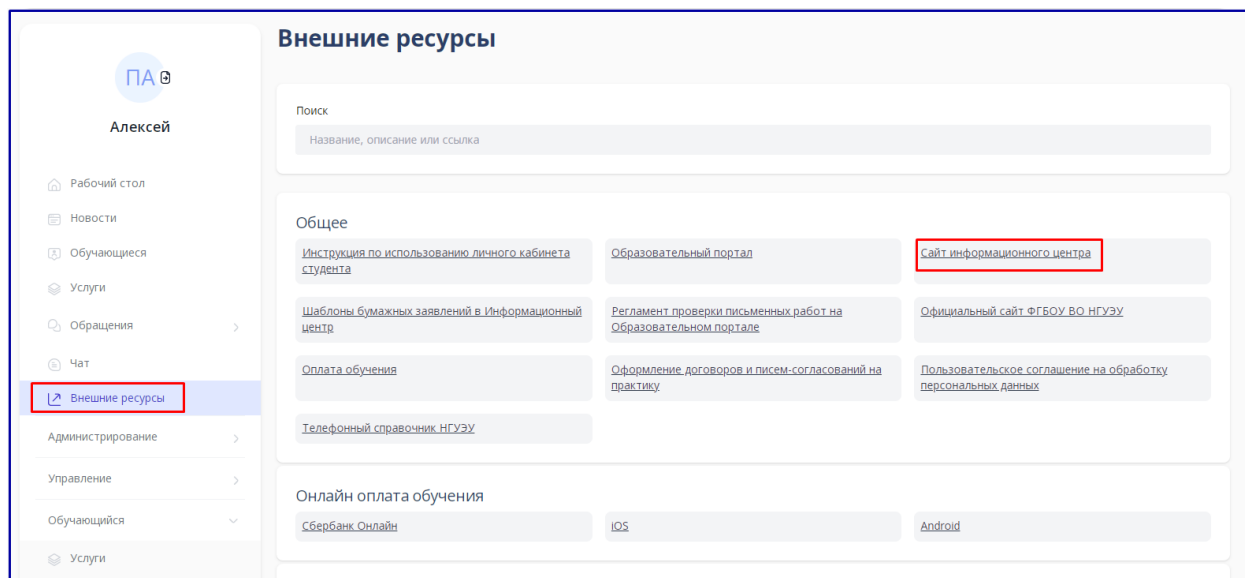 ПА
Алексей
Рабочий стол
Новости
Обучающиеся
Услуги
Обращения
Чат
Внешние ресурсы
Администрирование
Управление
Обучающийся
Услуги
Внешние ресурсы
Поиск
Название, описание или ссылка
Общее
Инструкция по использованию личного кабинета
студента
Образовательный портал
Сайт информационного центра
Шаблоны бумажных заявлений в Информационный
центр
Регламент проверки письменных работ на
Образовательном портале
Официальный сайт ФГБОУ ВО НГУЭУ
Оплата обучения
Оформление договоров и писем-согласований на
практику
Пользовательское соглашение на обработку
персональных данных
Телефонный справочник НГУЭУ
Онлайн оплата обучения
Сбербанк Онлайн
iOS
Android